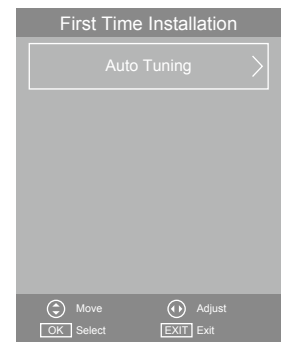 First Time Installation
Auto Tuning
Move Adjust
OK Select EXIT Exit